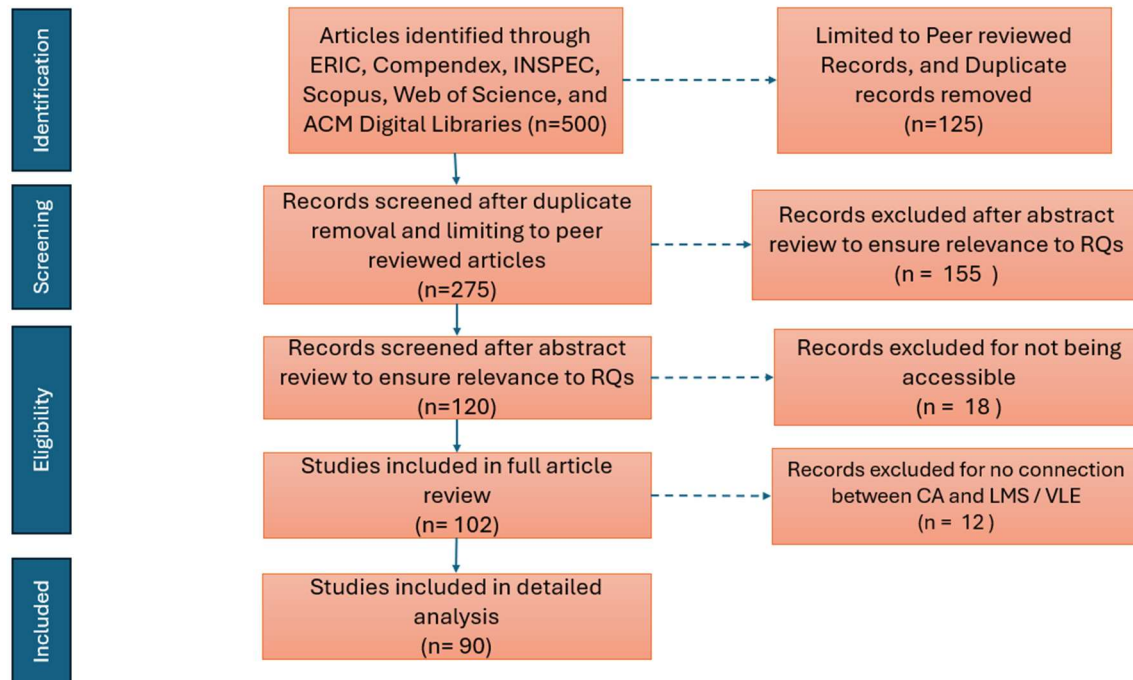 Identification
Articles identified through
ERIC, Compendex, INSPEC,
Scopus, Web of Science, and
ACM Digital Libraries (n=500)
Limited to Peer reviewed
Records, and Duplicate
records removed
(n=125)
Screening
Records screened after duplicate
removal and limiting to peer
reviewed articles
(n=275)
Records excluded after abstract
review to ensure relevance to RQs
(n = 155 )
Eligibility
Records screened after abstract
review to ensure relevance to RQs
(n=120)
Records excluded for not being
accessible
(n = 18 )
Studies included in full article
review
(n= 102)
Records excluded for no connection
between CA and LMS / VLE
(n = 12 )
Included
Studies included in detailed
analysis
(n= 90)